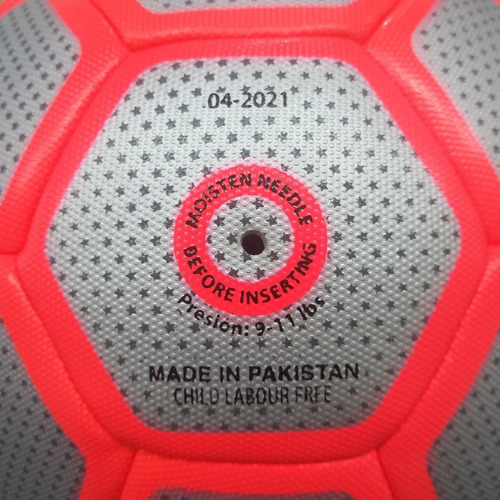 04-2021
MOISTEN NEEDLE
BEFORE INSERTING
Presion: 9-11 lbs
MADE IN PAKISTAN
CHILD LABOUR FREE